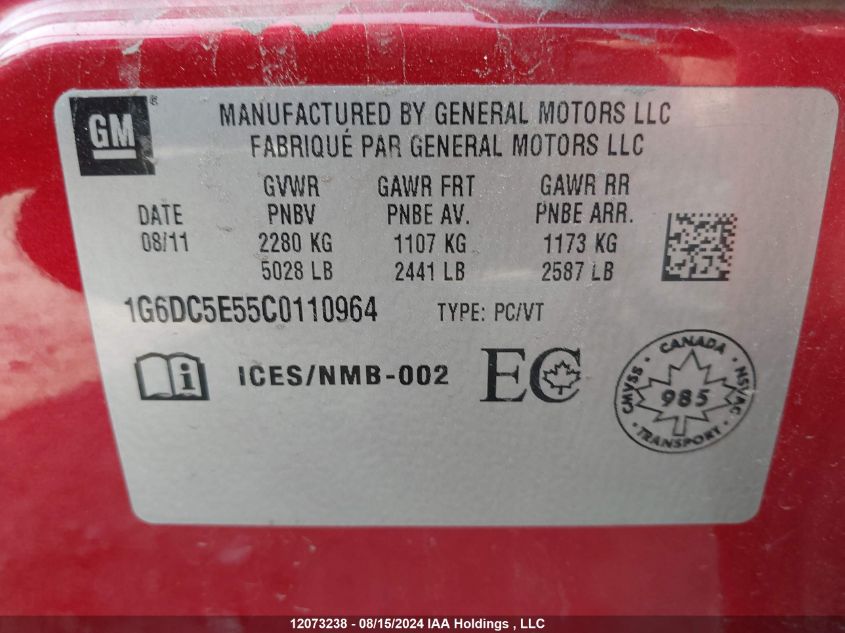 GM ®
MANUFACTURED BY GENERAL MOTORS LLC
FABRIQUÉ PAR GENERAL MOTORS LLC
GVWR GAWR FRT GAWR RR
DATE PNBV PNBE AV. PNBE ARR.
08/11 2280 KG 1107 KG 1173 KG
5028 LB 2441 LB 2587 LB
1G6DC5E55C0110964 TYPE: PC/VT
i ICES/NMB-002 EC
CANADA
CMVSS • 985 • NSVAC
TRANSPORT
12073238 - 08/15/2024 IAA Holdings , LLC